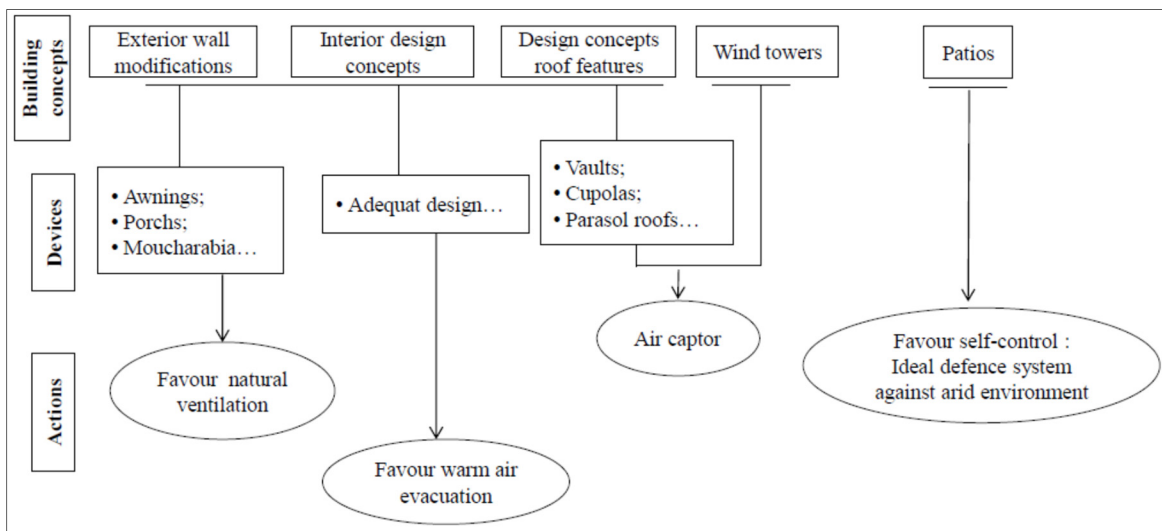 Building
concepts
Exterior wall
modifications
Interior design
concepts
Design concepts
roof features
Wind towers
Patios
Devices
• Awnings;
• Porchs;
• Moucharabia…
• Adequat design…
• Vaults;
• Cupolas;
• Parasol roofs…
Actions
Favour natural
ventilation
Favour warm air
evacuation
Air captor
Favour self-control :
Ideal defence system
against arid environment